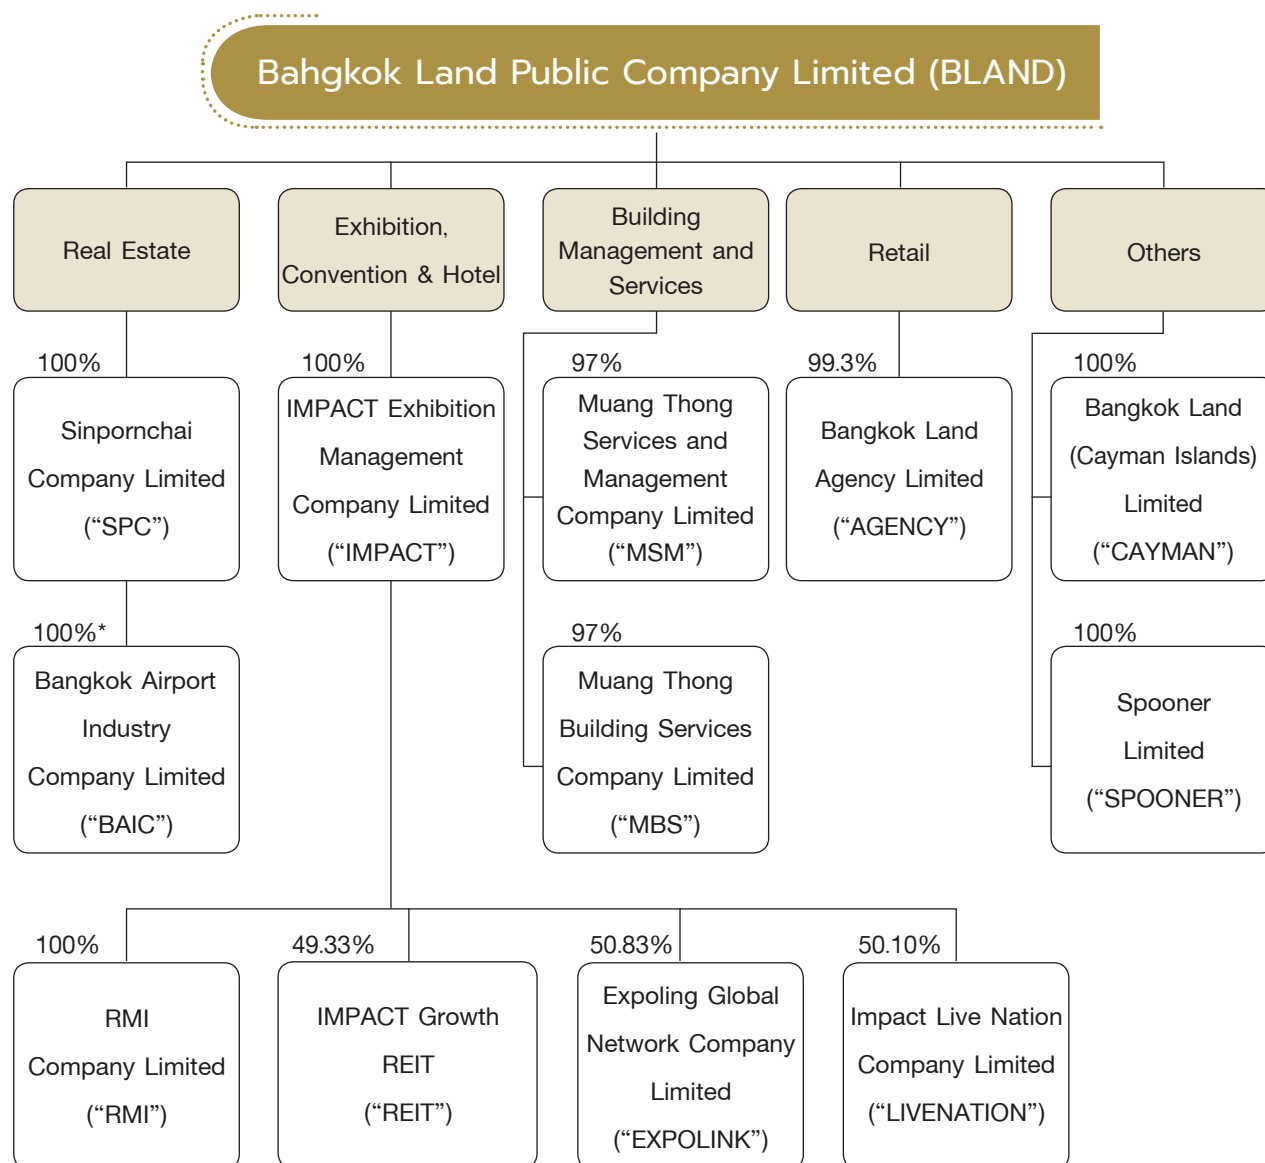 Bahgkok Land Public Company Limited (BLAND)
Real Estate
Exhibition,
Convention & Hotel
Building
Management and
Services
Retail
Others
100%
Sinpornchai
Company Limited
(“SPC”)
100%
IMPACT Exhibition
Management
Company Limited
(“IMPACT”)
97%
Muang Thong
Services and
Management
Company Limited
(“MSM”)
99.3%
Bangkok Land
Agency Limited
(“AGENCY”)
100%
Bangkok Land
(Cayman Islands)
Limited
(“CAYMAN”)
100%*
Bangkok Airport
Industry
Company Limited
(“BAIC”)
97%
Muang Thong
Building Services
Company Limited
(“MBS”)
100%
Spooner
Limited
(“SPOONER”)
100%
RMI
Company Limited
(“RMI”)
49.33%
IMPACT Growth
REIT
(“REIT”)
50.83%
Expoling Global
Network Company
Limited
(“EXPOLINK”)
50.10%
Impact Live Nation
Company Limited
(“LIVENATION”)